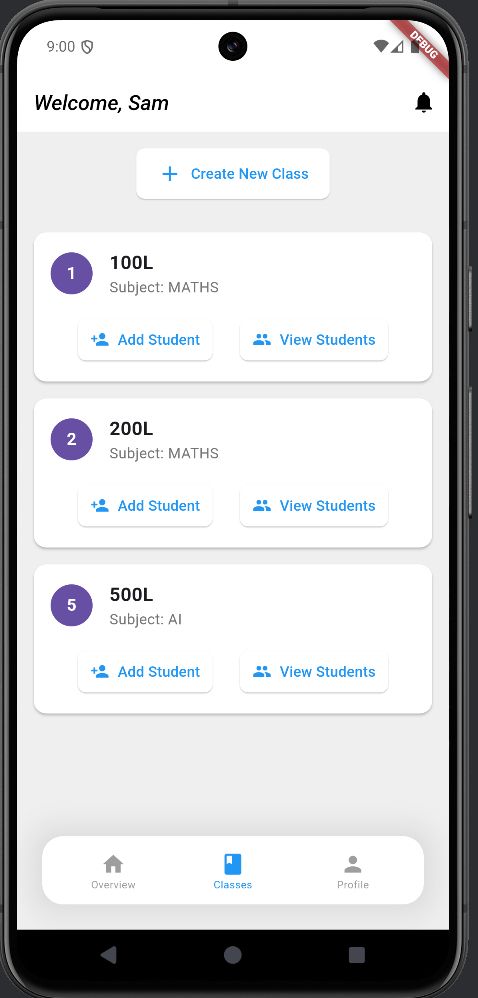 9:00
DEBUG
Welcome, Sam
Create New Class
1
100L
Subject: MATHS
Add Student
View Students
2
200L
Subject: MATHS
Add Student
View Students
5
500L
Subject: AI
Add Student
View Students
Overview
Classes
Profile